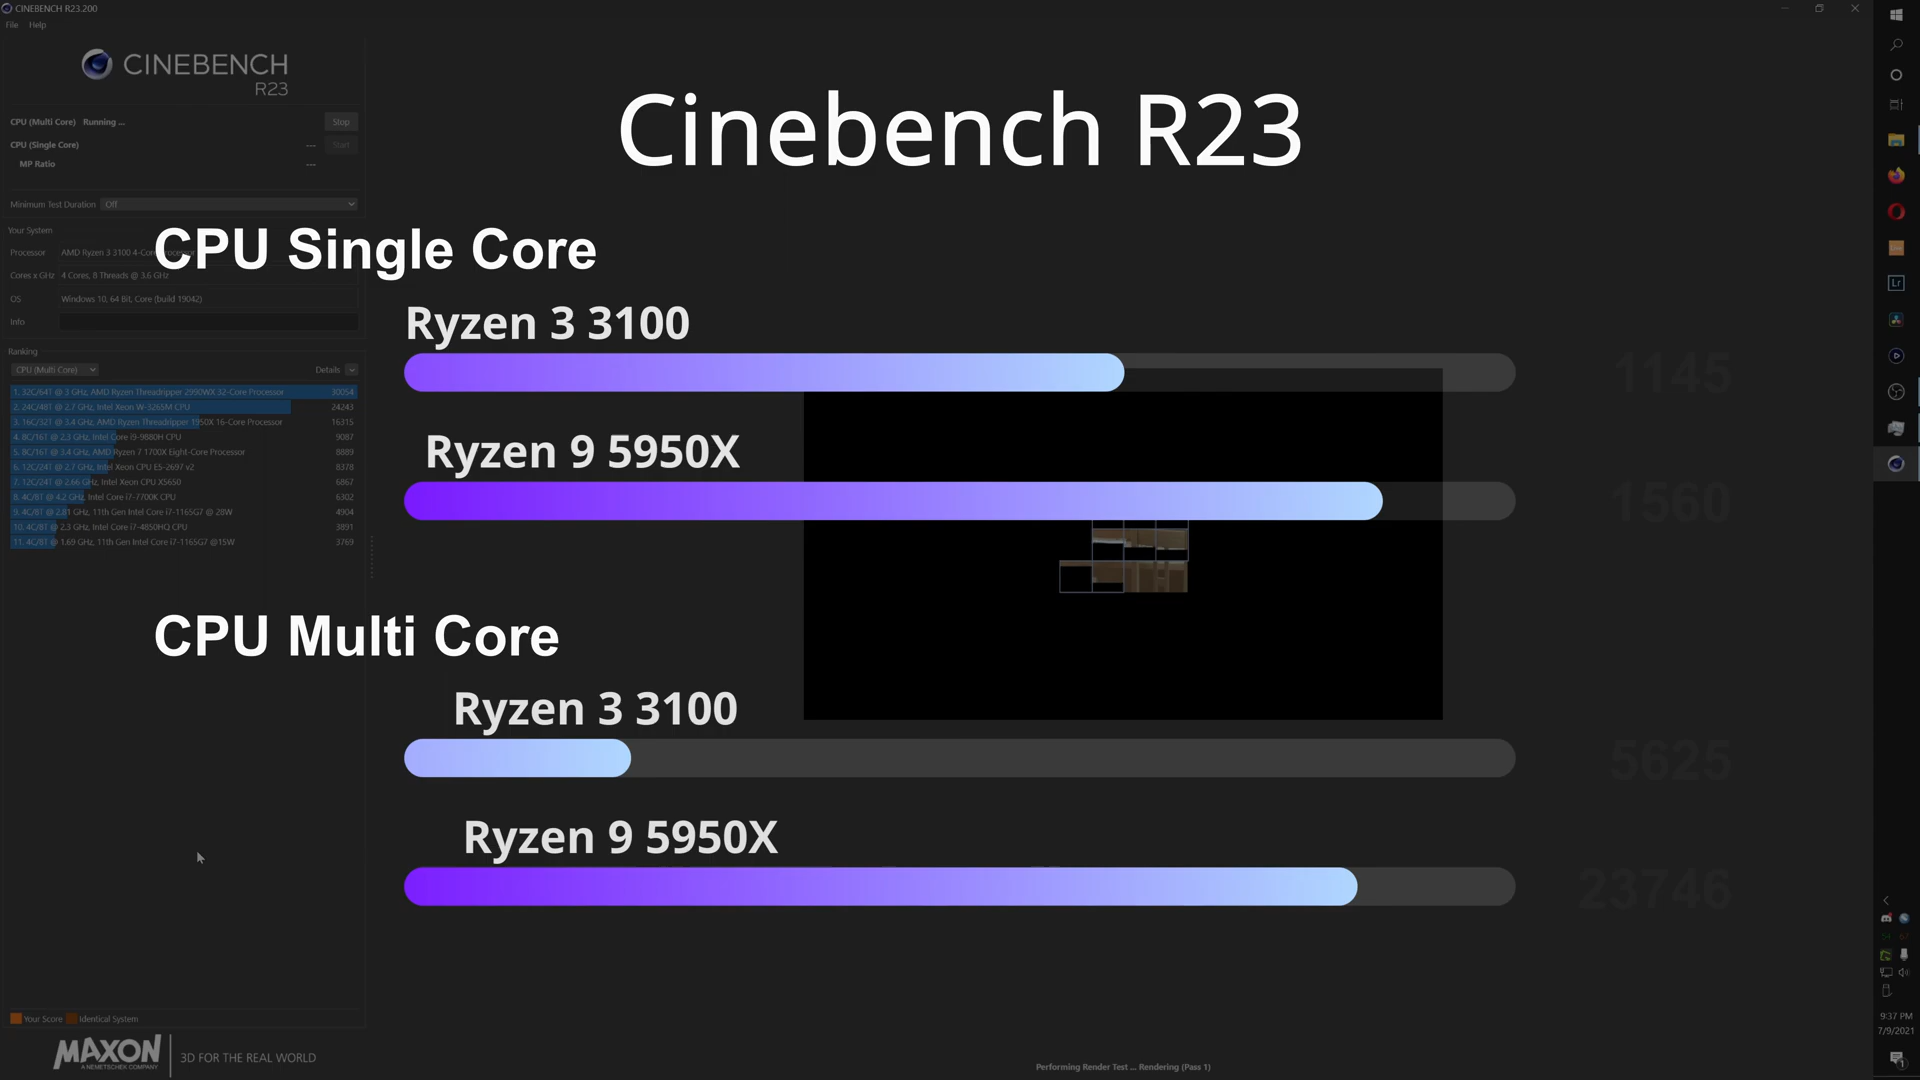 CINEBENCH R23.200
File Help
CINEBENCH
R23
CPU (Multi Core) Running ...
Stop
CPU (Single Core) ---
Start
MP Ratio ---
Minimum Test Duration Off
Your System
Processor AMD Ryzen 3 3100 4-Core Processor
Cores x GHz 4 Cores, 8 Threads @ 3.6 GHz
OS Windows 10, 64 Bit, Core (build 19042)
Info
Ranking
CPU (Multi Core)
Details
1. 32C/64T @ 3 GHz, AMD Ryzen Threadripper 2990WX 32-Core Processor 30054
2. 24C/48T @ 2.7 GHz, Intel Xeon W-3265M CPU 24243
3. 16C/32T @ 3.4 GHz, AMD Ryzen Threadripper 1950X 16-Core Processor 16315
4. 8C/16T @ 2.3 GHz, Intel Core i9-9880H CPU 9087
5. 8C/16T @ 3.4 GHz, AMD Ryzen 7 1700X Eight-Core Processor 8889
6. 12C/24T @ 2.7 GHz, Intel Xeon CPU E5-2697 v2 8378
7. 12C/24T @ 2.66 GHz, Intel Xeon CPU X5650 6867
8. 4C/8T @ 4.2 GHz, Intel Core i7-7700K CPU 6302
9. 4C/8T @ 2.81 GHz, 11th Gen Intel Core i7-1165G7 @ 28W 4904
10. 4C/8T @ 2.3 GHz, Intel Core i7-4850HQ CPU 3891
11. 4C/8T @ 1.69 GHz, 11th Gen Intel Core i7-1165G7 @15W 3769
Cinebench R23
CPU Single Core
Ryzen 3 3100
1145
Ryzen 9 5950X
1560
CPU Multi Core
Ryzen 3 3100
5625
Ryzen 9 5950X
23746
Your Score Identical System
MAXON
A NEMETSCHEK COMPANY
3D FOR THE REAL WORLD
Performing Render Test ... Rendering (Pass 1)
Lr
9:37 PM
7/9/2021